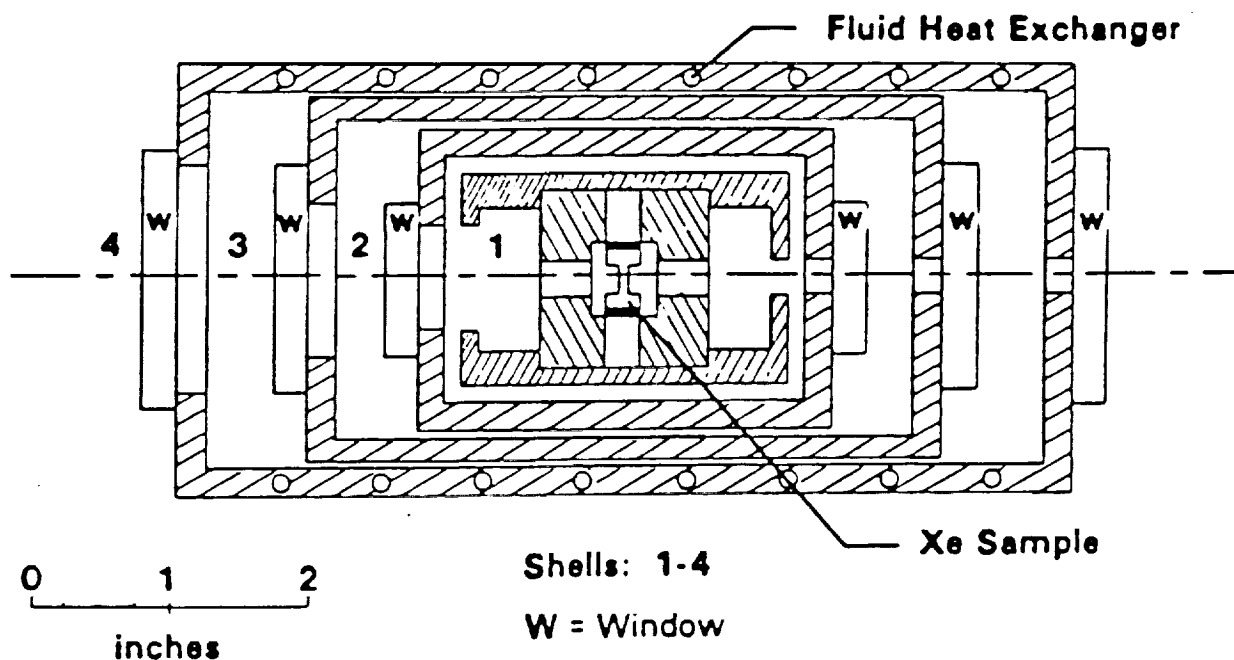 Fluid Heat Exchanger
W W W W W W
4 3 2 1
Xe Sample
0 1 2
inches
Shells: 1-4
W = Window